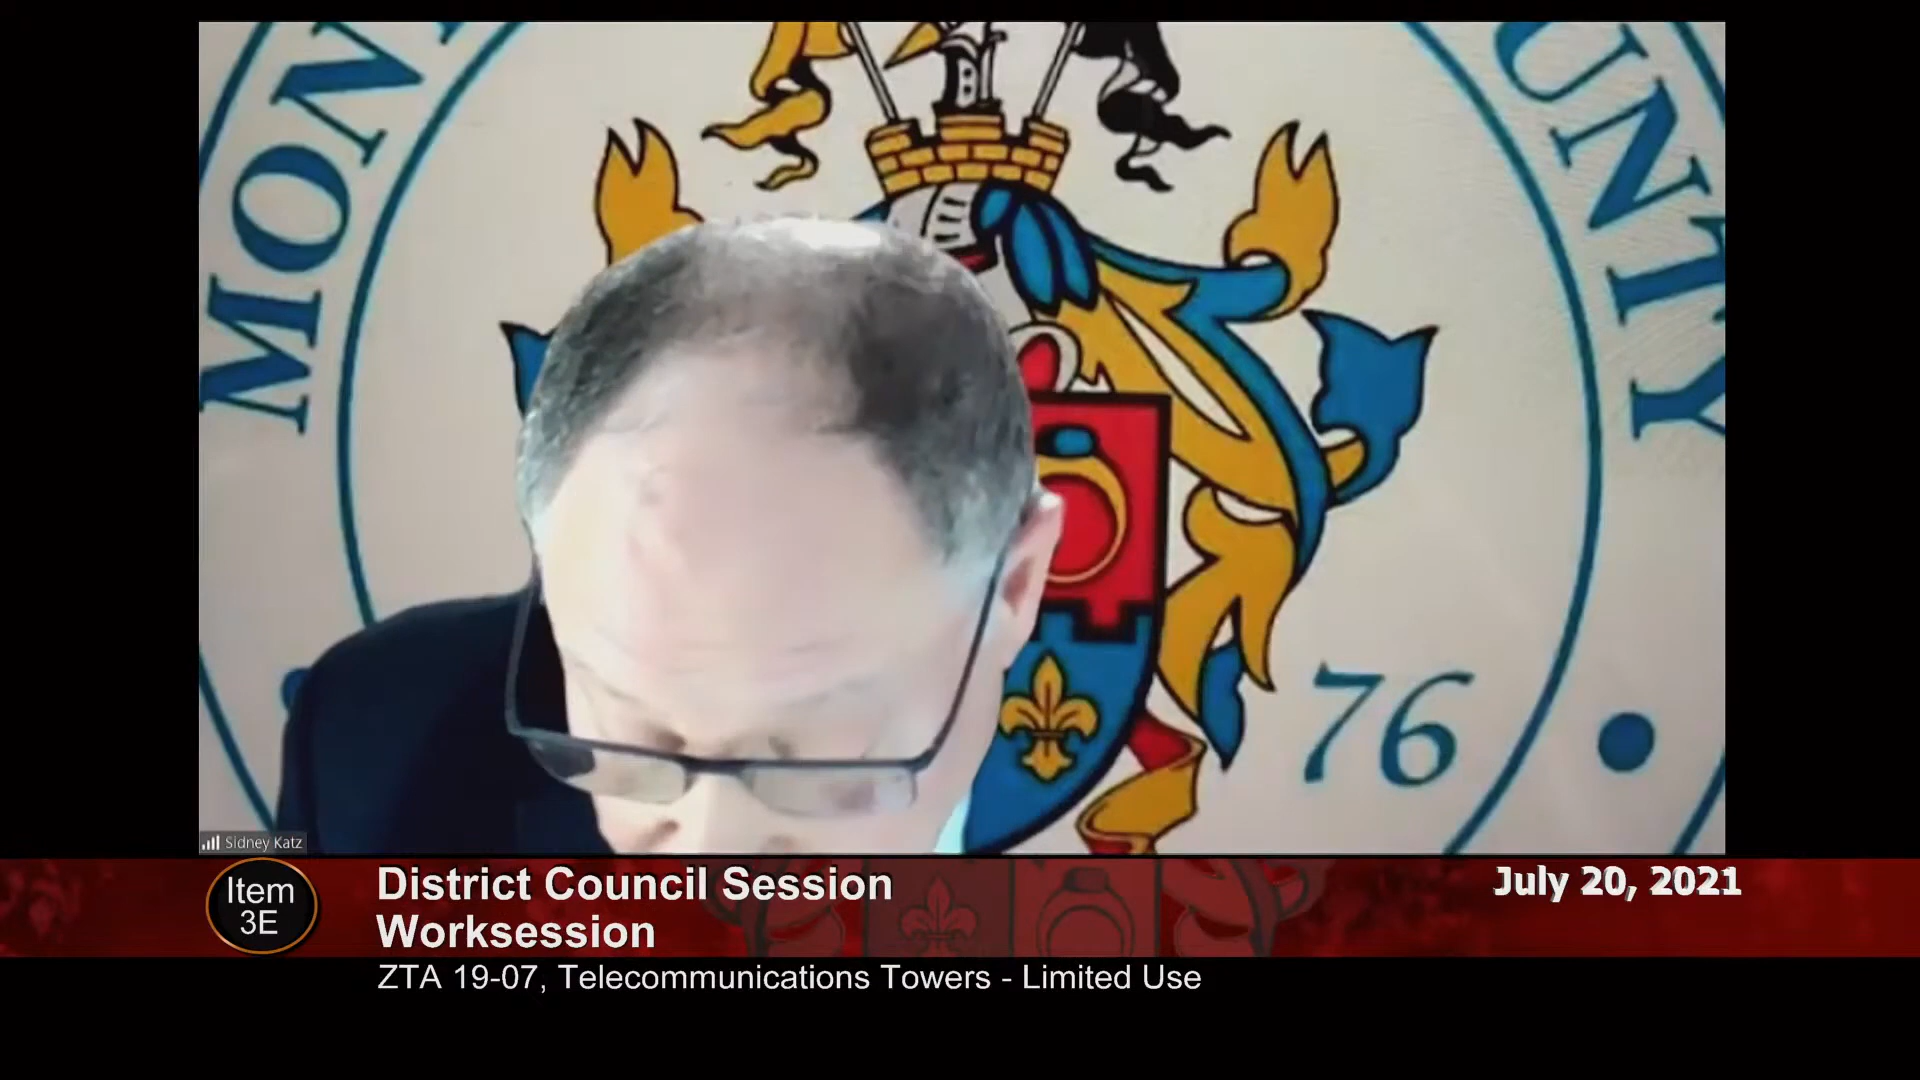 MON
UNTY
76
Sidney Katz
Item
3E
District Council Session
Worksession
July 20, 2021
ZTA 19-07, Telecommunications Towers - Limited Use